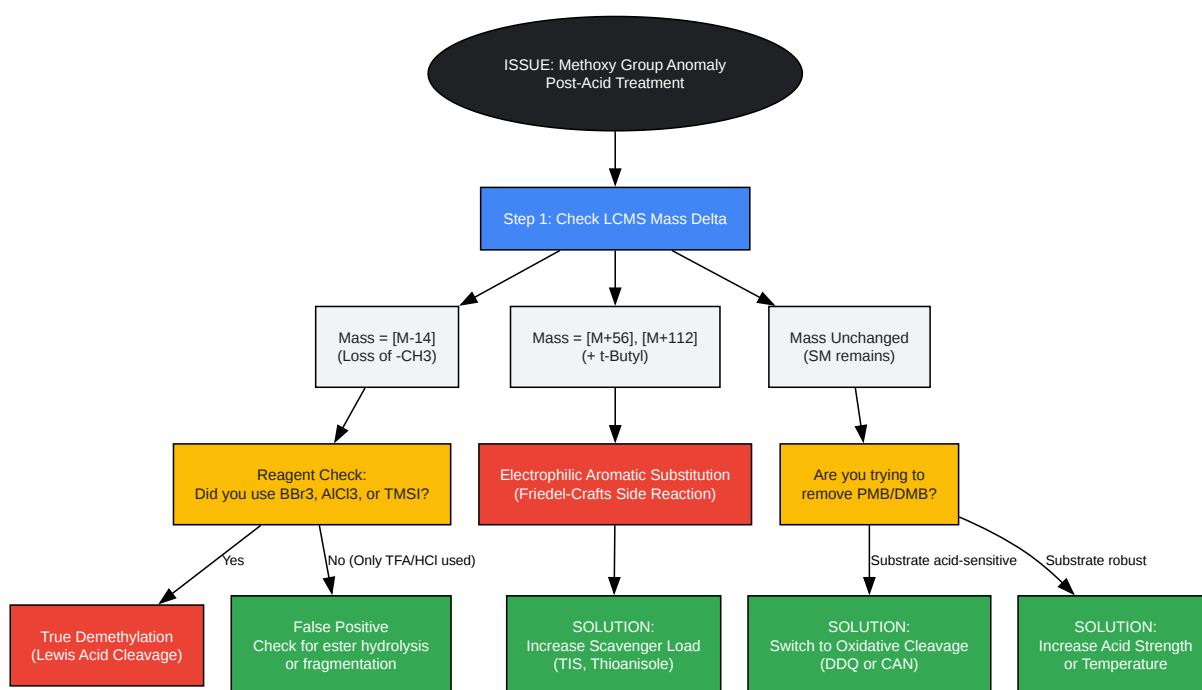 ISSUE: Methoxy Group Anomaly
Post-Acid Treatment
Step 1: Check LCMS Mass Delta
Mass = [M-14]
(Loss of -CH3)
Mass = [M+56], [M+112]
(+ t-Butyl)
Mass Unchanged
(SM remains)
Reagent Check:
Did you use BBr3, AlCl3, or TMSI?
Electrophilic Aromatic Substitution
(Friedel-Crafts Side Reaction)
Are you trying to
remove PMB/DMB?
Yes
No (Only TFA/HCl used)
Substrate acid-sensitive
Substrate robust
True Demethylation
(Lewis Acid Cleavage)
False Positive
Check for ester hydrolysis
or fragmentation
SOLUTION:
Increase Scavenger Load
(TIS, Thioanisole)
SOLUTION:
Switch to Oxidative Cleavage
(DDQ or CAN)
SOLUTION:
Increase Acid Strength
or Temperature